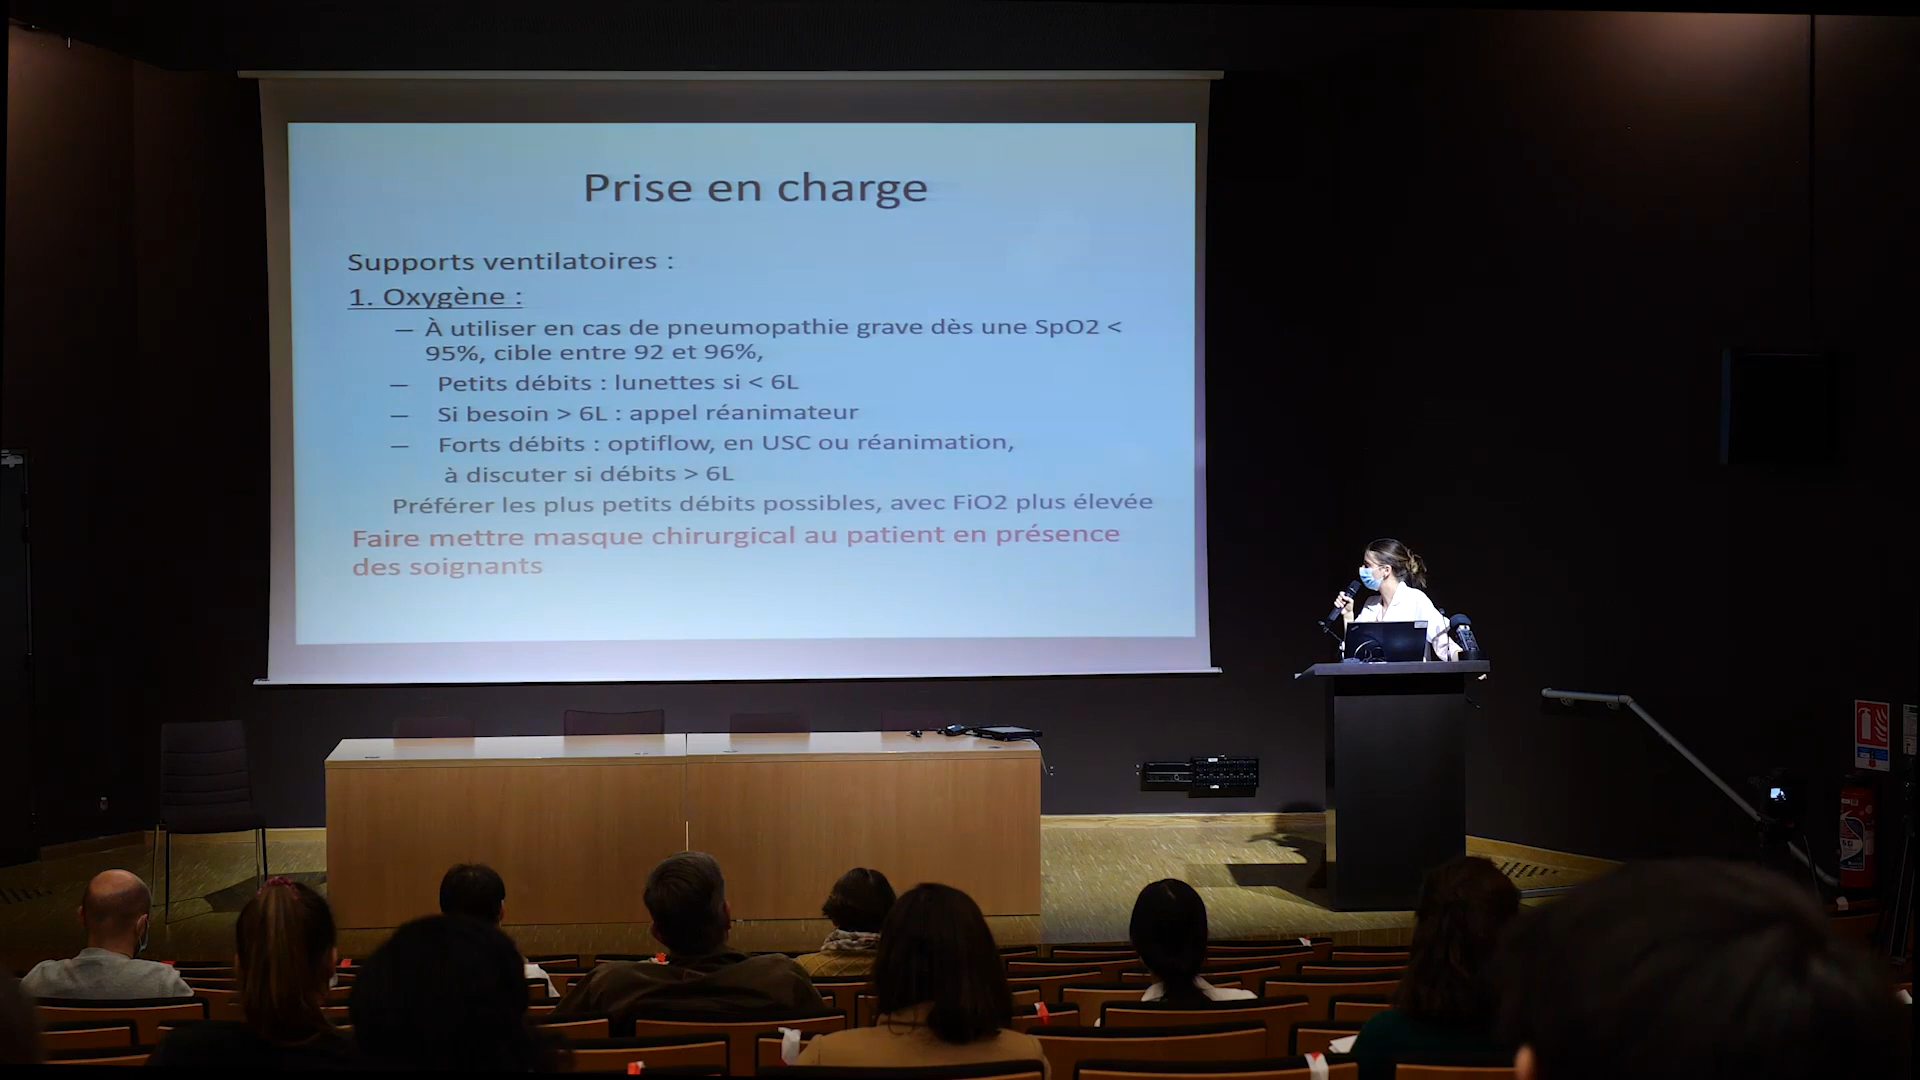 Prise en charge
Supports ventilatoires :
1. Oxygène :
– À utiliser en cas de pneumopathie grave dès une SpO2 <
95%, cible entre 92 et 96%,
– Petits débits : lunettes si < 6L
– Si besoin > 6L : appel réanimateur
– Forts débits : optiflow, en USC ou réanimation,
à discuter si débits > 6L
Préférer les plus petits débits possibles, avec FiO2 plus élevée
Faire mettre masque chirurgical au patient en présence
des soignants